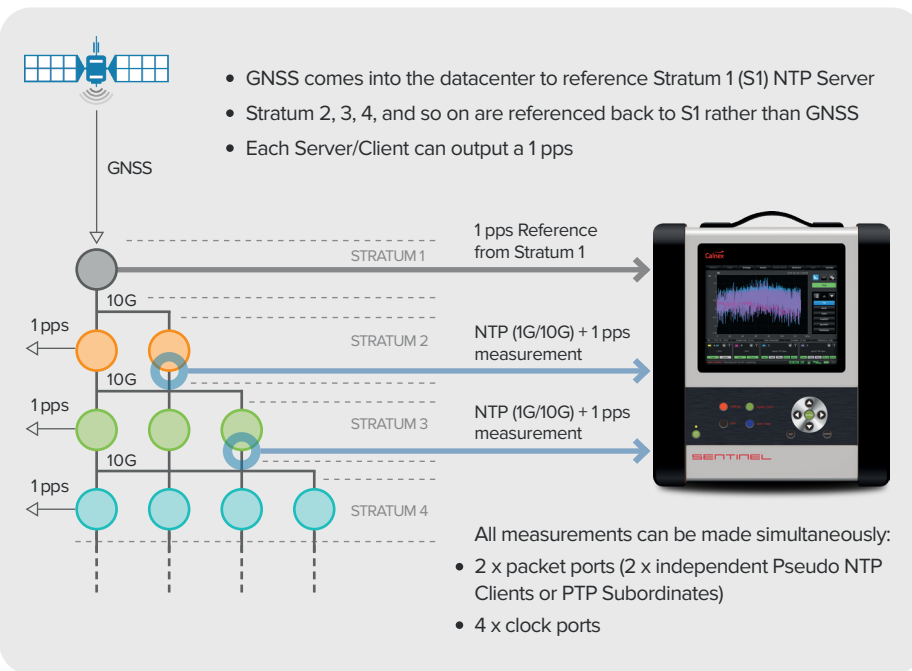 • GNSS comes into the datacenter to reference Stratum 1 (S1) NTP Server
• Stratum 2, 3, 4, and so on are referenced back to S1 rather than GNSS
• Each Server/Client can output a 1 pps
GNSS
1 pps Reference
from Stratum 1
STRATUM 1
10G
1 pps
STRATUM 2
NTP (1G/10G) + 1 pps
measurement
10G
1 pps
STRATUM 3
NTP (1G/10G) + 1 pps
measurement
10G
1 pps
STRATUM 4
Calnex
SENTINEL
All measurements can be made simultaneously:
• 2 x packet ports (2 x independent Pseudo NTP
Clients or PTP Subordinates)
• 4 x clock ports